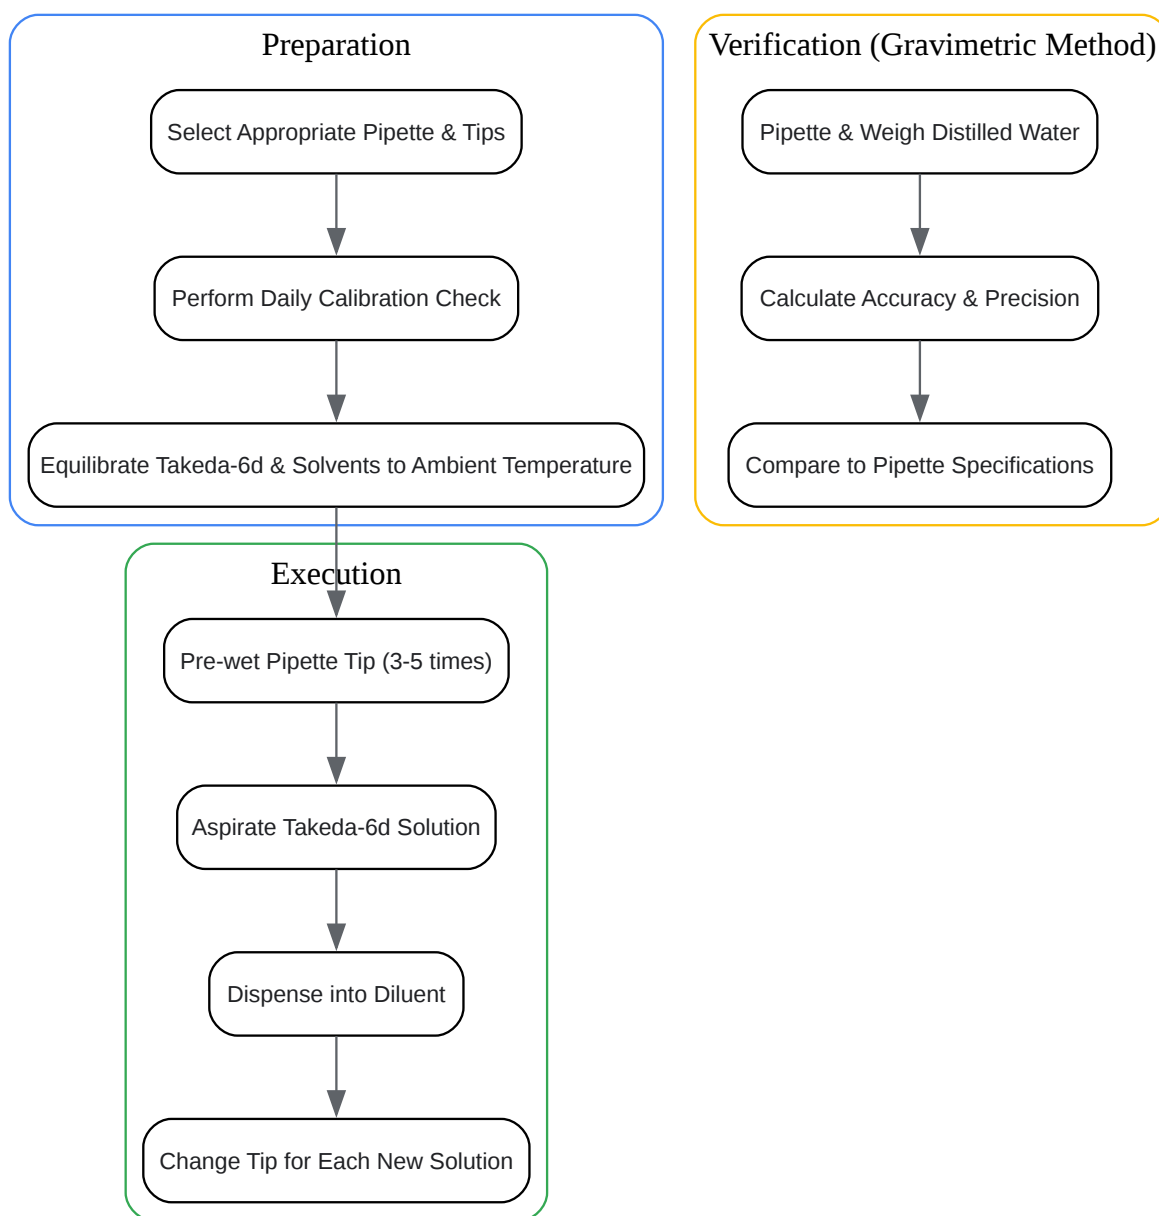 Preparation
Select Appropriate Pipette & Tips
Perform Daily Calibration Check
Equilibrate Takeda-6d & Solvents to Ambient Temperature
Execution
Pre-wet Pipette Tip (3-5 times)
Aspirate Takeda-6d Solution
Dispense into Diluent
Change Tip for Each New Solution
Verification (Gravimetric Method)
Pipette & Weigh Distilled Water
Calculate Accuracy & Precision
Compare to Pipette Specifications